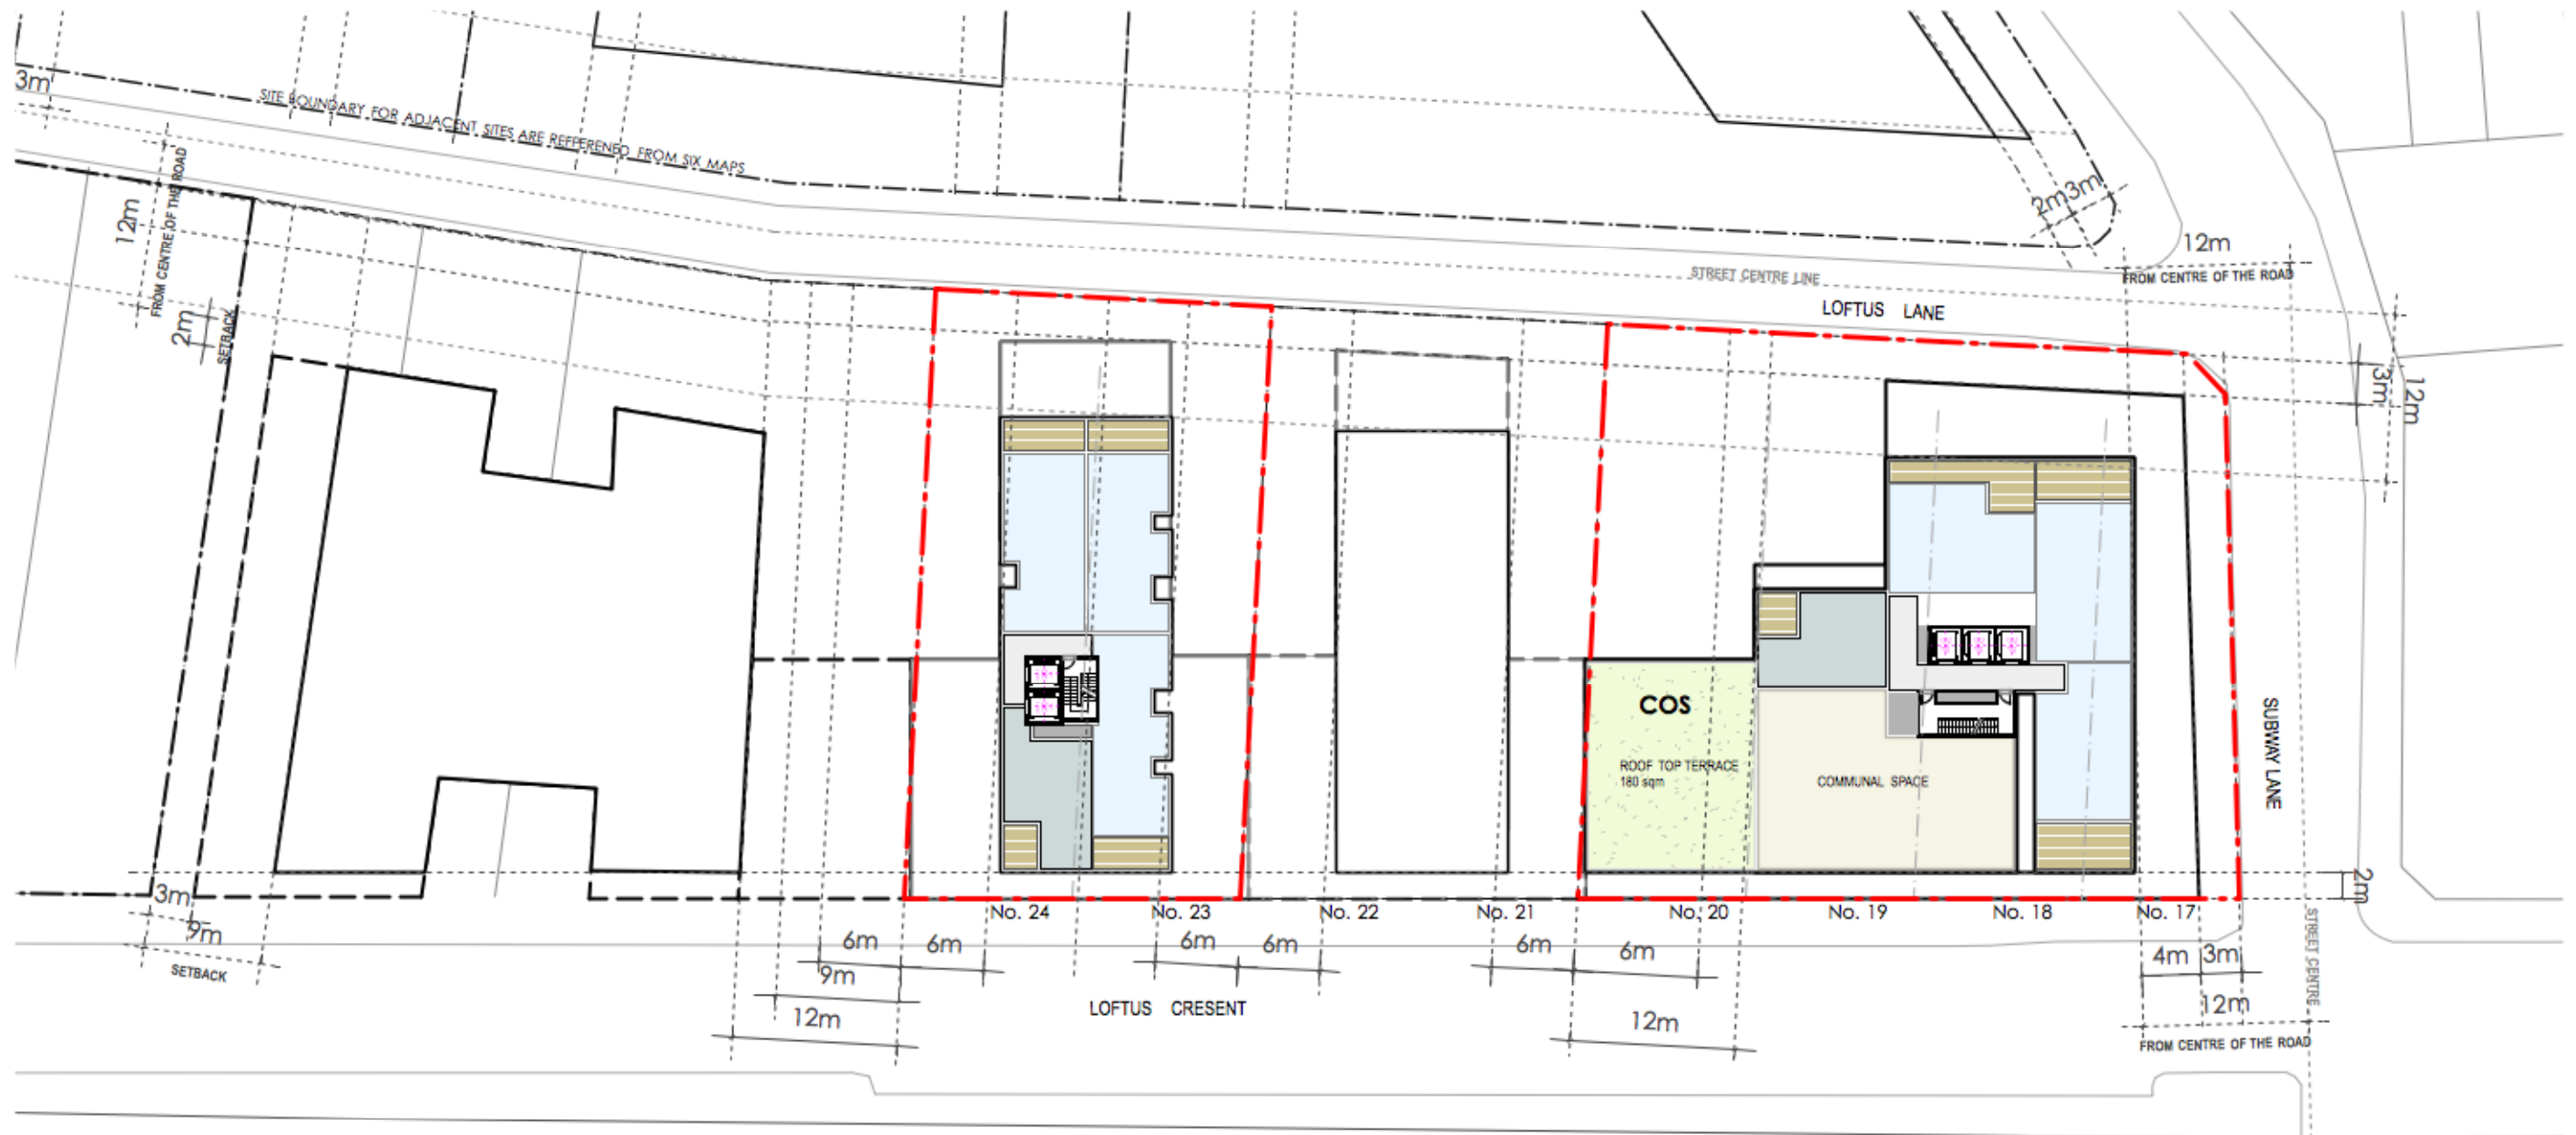 3m
SITE BOUNDARY FOR ADJACENT SITES ARE REFFERENED FROM SIX MAPS
12m
FROM CENTRE OF THE ROAD
2m
SETBACK
2m3m
12m
FROM CENTRE OF THE ROAD
STREET CENTRE LINE
LOFTUS LANE
3m
12m
COS
ROOF TOP TERRACE
180 sqm
COMMUNAL SPACE
SUBWAY LANE
2m
STREET CENTRE
3m
9m
SETBACK
No. 24
No. 23
No. 22
No. 21
No. 20
No. 19
No. 18
No. 17
6m
6m
6m
6m
6m
6m
4m
3m
9m
12m
LOFTUS CRESENT
12m
12m
FROM CENTRE OF THE ROAD